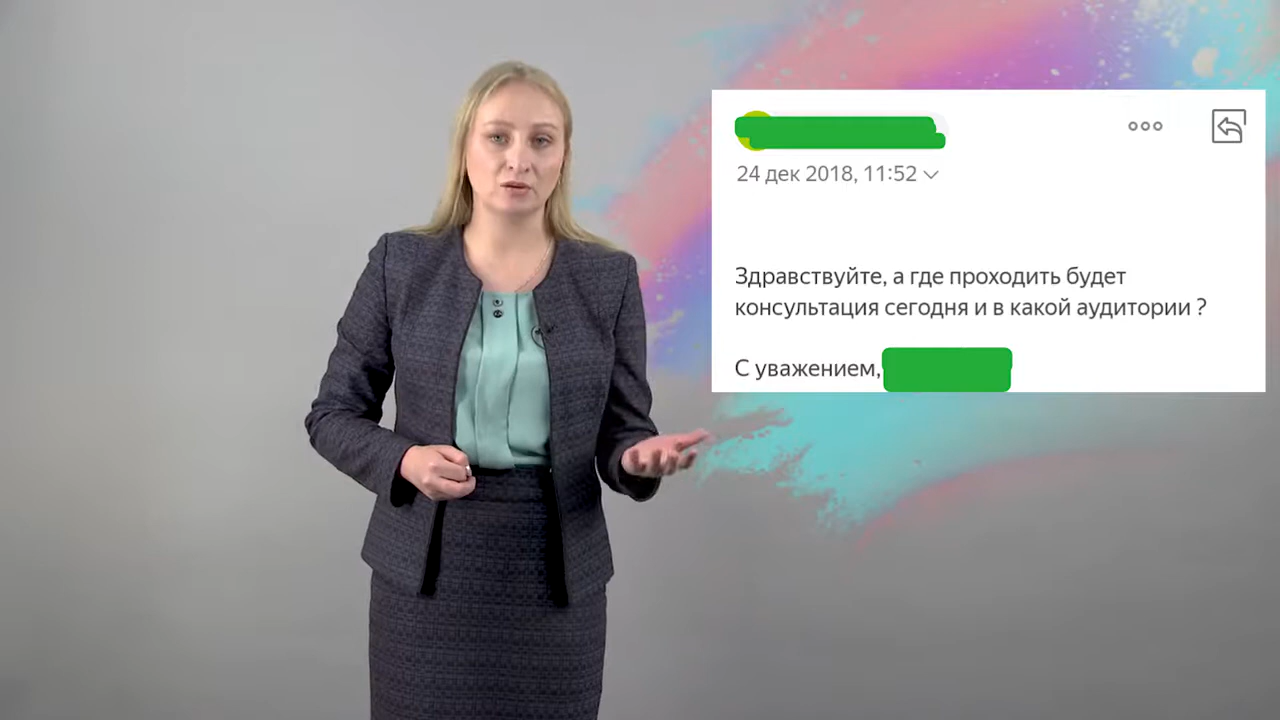 24 дек 2018, 11:52
Здравствуйте, а где проходить будет
консультация сегодня и в какой аудитории ?
С уважением,